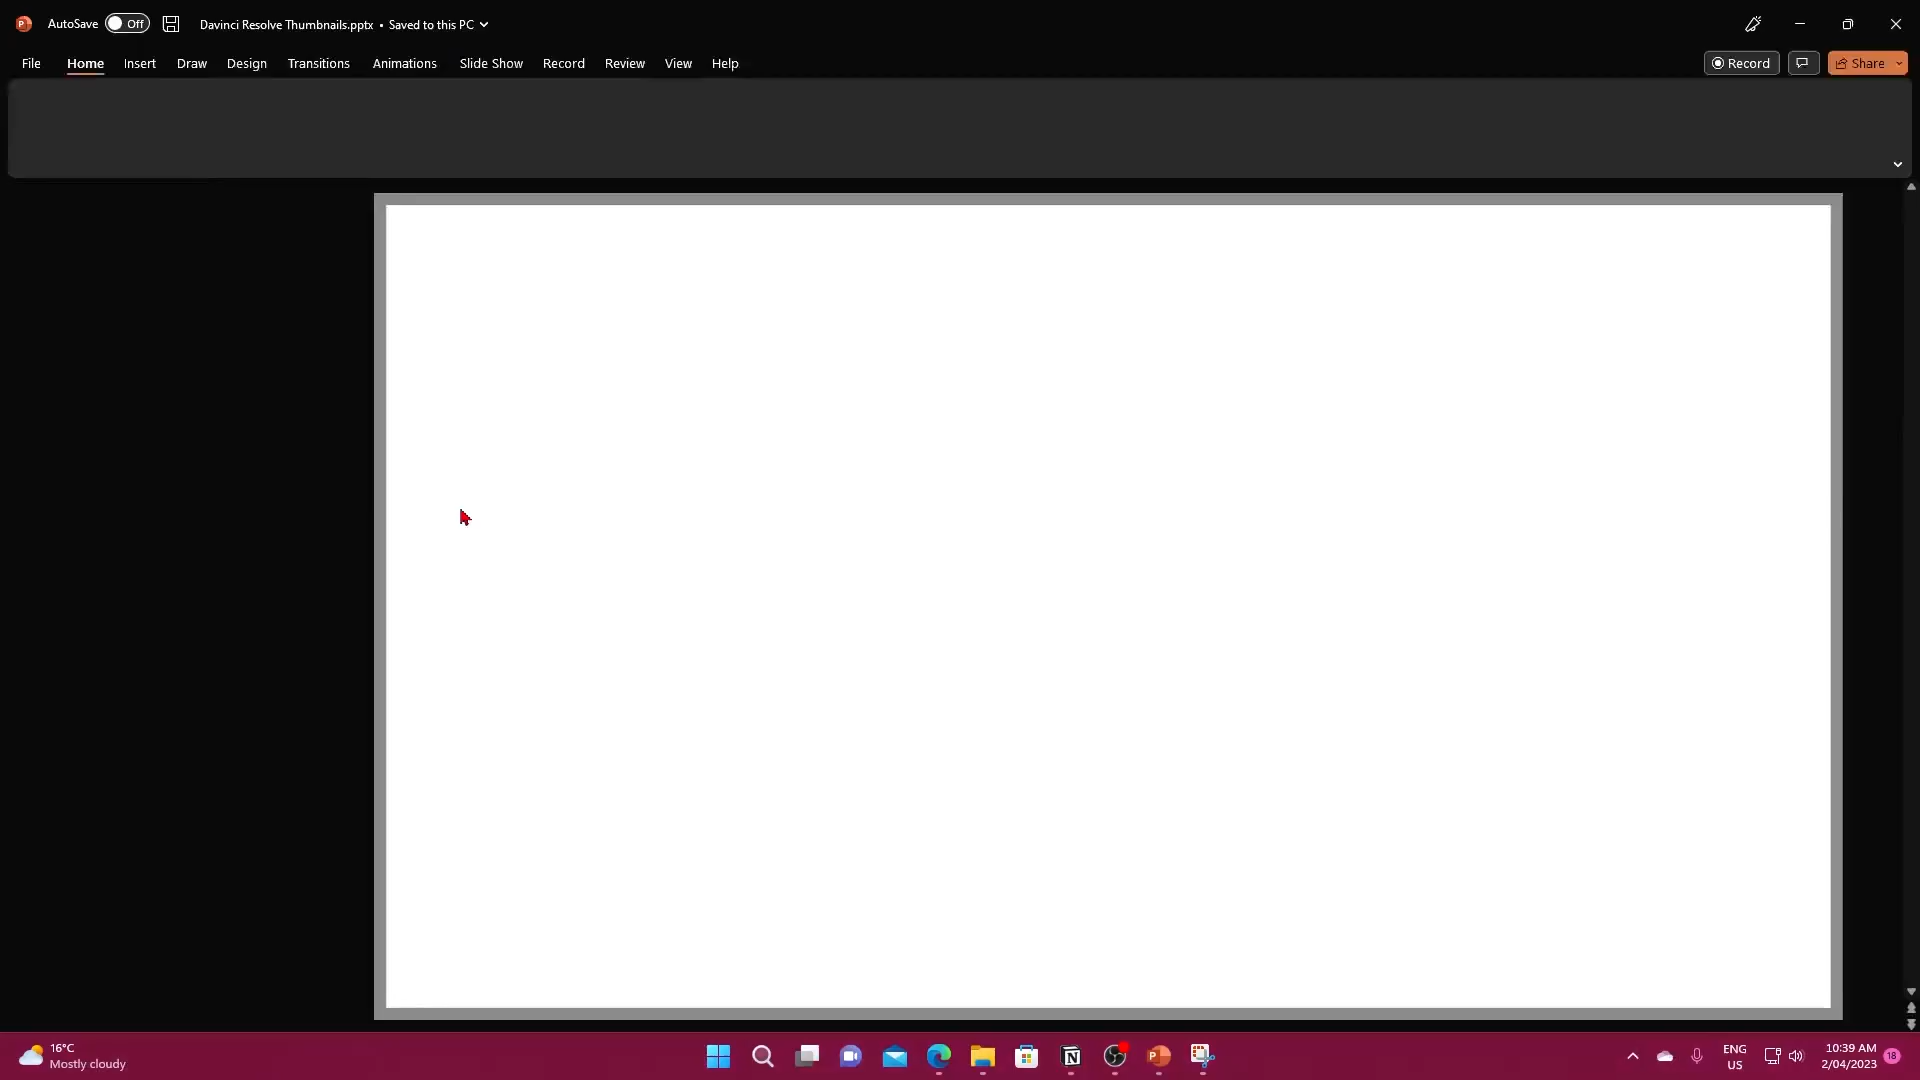 AutoSave Off Davinci Resolve Thumbnails.pptx • Saved to this PC
File Home Insert Draw Design Transitions Animations Slide Show Record Review View Help Record Share
16°C
Mostly cloudy
ENG
US
10:39 AM
2/04/2023
18